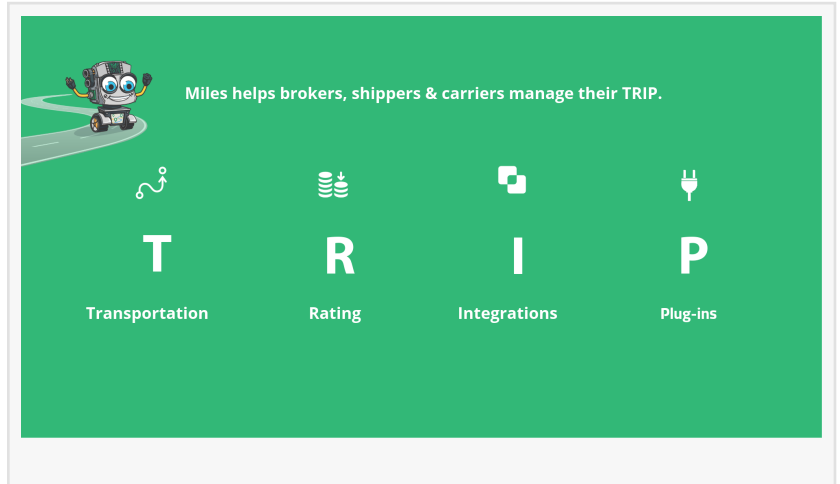 Miles helps brokers, shippers & carriers manage their TRIP.
T R I P
Transportation Rating Integrations Plug-ins